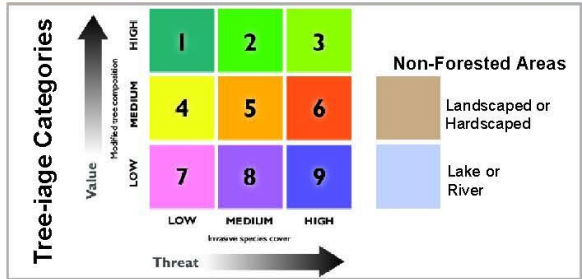 Tree-iage Categories
Value
Modified tree composition
HIGH
1 2 3
MEDIUM
4 5 6
LOW
7 8 9
LOW MEDIUM HIGH
Invasive species cover
Threat
Non-Forested Areas
Landscaped or
Hardscaped
Lake or
River